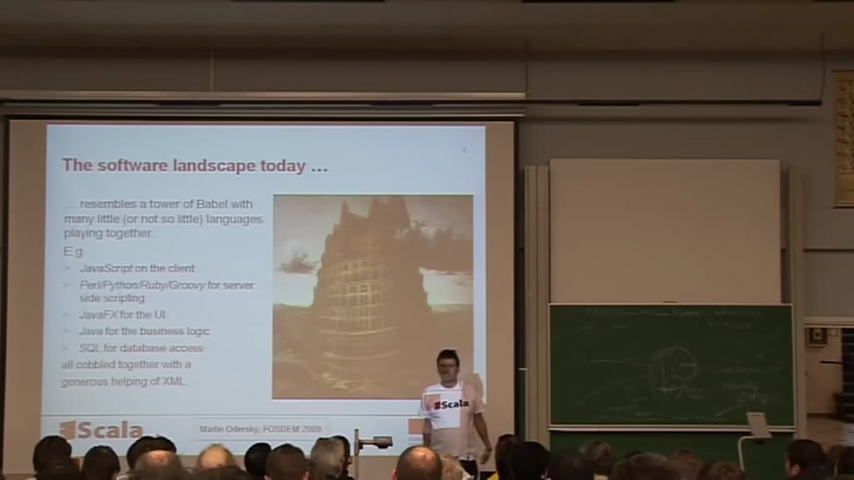 The software landscape today ...
... resembles a tower of Babel with
many little (or not so little) languages
playing together.
E.g.
> JavaScript on the client
> Perl/Python/Ruby/Groovy for server
side scripting
> JavaFX for the UI
> Java for the business logic
> SQL for database access
all cobbled together with a
generous helping of XML.
Scala
Martin Odersky, FOSDEM 2009
Scala